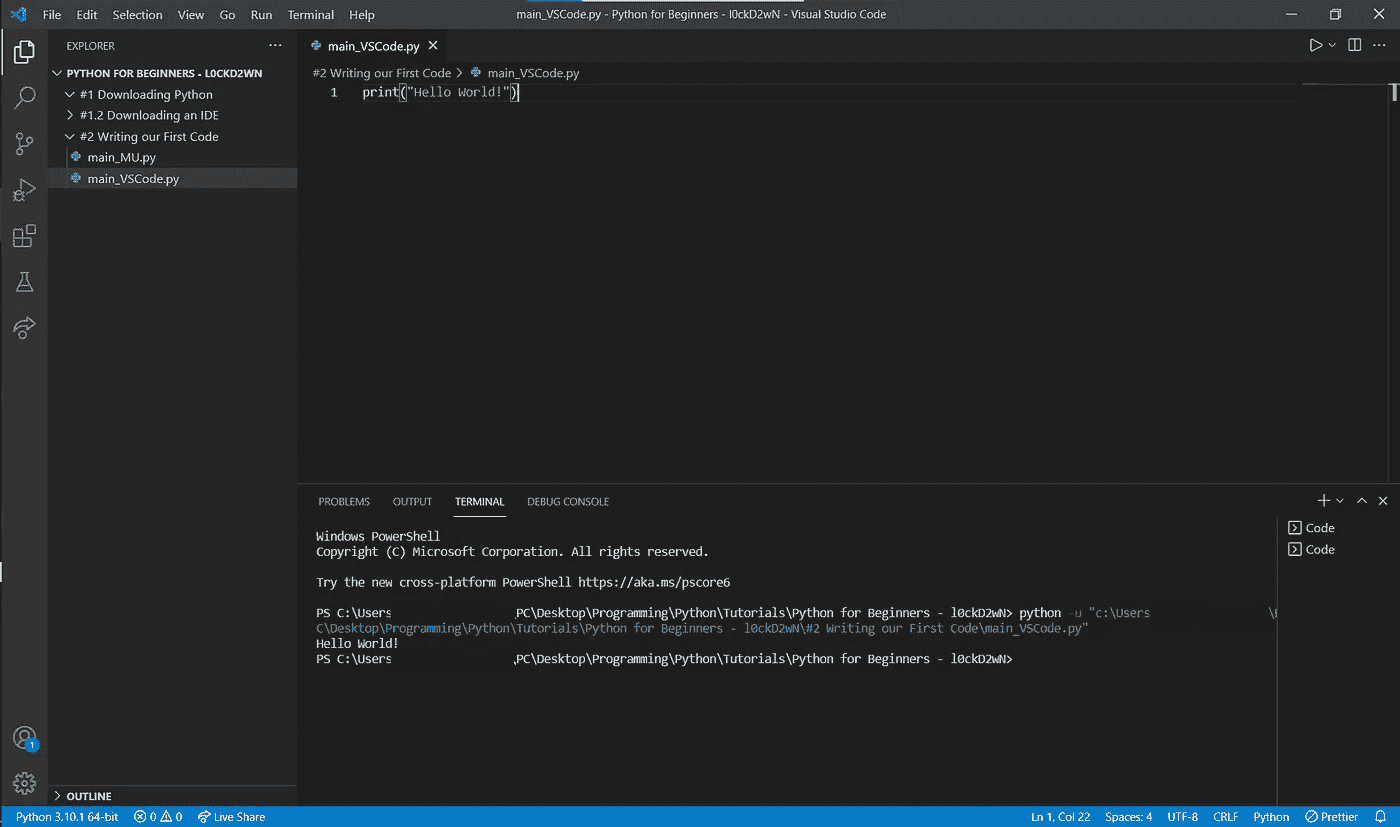 File Edit Selection View Go Run Terminal Help main_VSCode.py - Python for Beginners - l0ckD2wN - Visual Studio Code
EXPLORER
PYTHON FOR BEGINNERS - L0CKD2WN
#1 Downloading Python
#1.2 Downloading an IDE
#2 Writing our First Code
main_MU.py
main_VSCode.py
OUTLINE
main_VSCode.py
#2 Writing our First Code > main_VSCode.py
1 print("Hello World!")
PROBLEMS OUTPUT TERMINAL DEBUG CONSOLE
Windows PowerShell
Copyright (C) Microsoft Corporation. All rights reserved.
Try the new cross-platform PowerShell https://aka.ms/pscore6
PS C:\Users PC\Desktop\Programming\Python\Tutorials\Python for Beginners - l0ckD2wN> python -u "c:\Users \
C\Desktop\Programming\Python\Tutorials\Python for Beginners - l0ckD2wN\#2 Writing our First Code\main_VSCode.py"
Hello World!
PS C:\Users PC\Desktop\Programming\Python\Tutorials\Python for Beginners - l0ckD2wN>
Code
Code
1
Python 3.10.1 64-bit 0 0 Live Share Ln 1, Col 22 Spaces: 4 UTF-8 CRLF Python Prettier